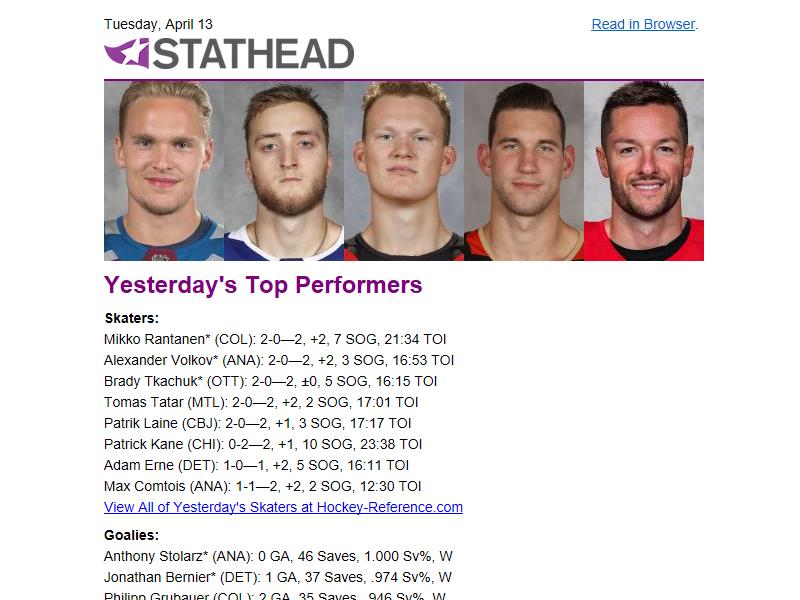 Tuesday, April 13
Read in Browser.
STATHEAD
Yesterday's Top Performers
Skaters:
Mikko Rantanen* (COL): 2-0—2, +2, 7 SOG, 21:34 TOI
Alexander Volkov* (ANA): 2-0—2, +2, 3 SOG, 16:53 TOI
Brady Tkachuk* (OTT): 2-0—2, ±0, 5 SOG, 16:15 TOI
Tomas Tatar (MTL): 2-0—2, +2, 2 SOG, 17:01 TOI
Patrik Laine (CBJ): 2-0—2, +1, 3 SOG, 17:17 TOI
Patrick Kane (CHI): 0-2—2, +1, 10 SOG, 23:38 TOI
Adam Erne (DET): 1-0—1, +2, 5 SOG, 16:11 TOI
Max Comtois (ANA): 1-1—2, +2, 2 SOG, 12:30 TOI
View All of Yesterday's Skaters at Hockey-Reference.com
Goalies:
Anthony Stolarz* (ANA): 0 GA, 46 Saves, 1.000 Sv%, W
Jonathan Bernier* (DET): 1 GA, 37 Saves, .974 Sv%, W
Philipp Grubauer (COL): 2 GA, 35 Saves, .946 Sv%, W